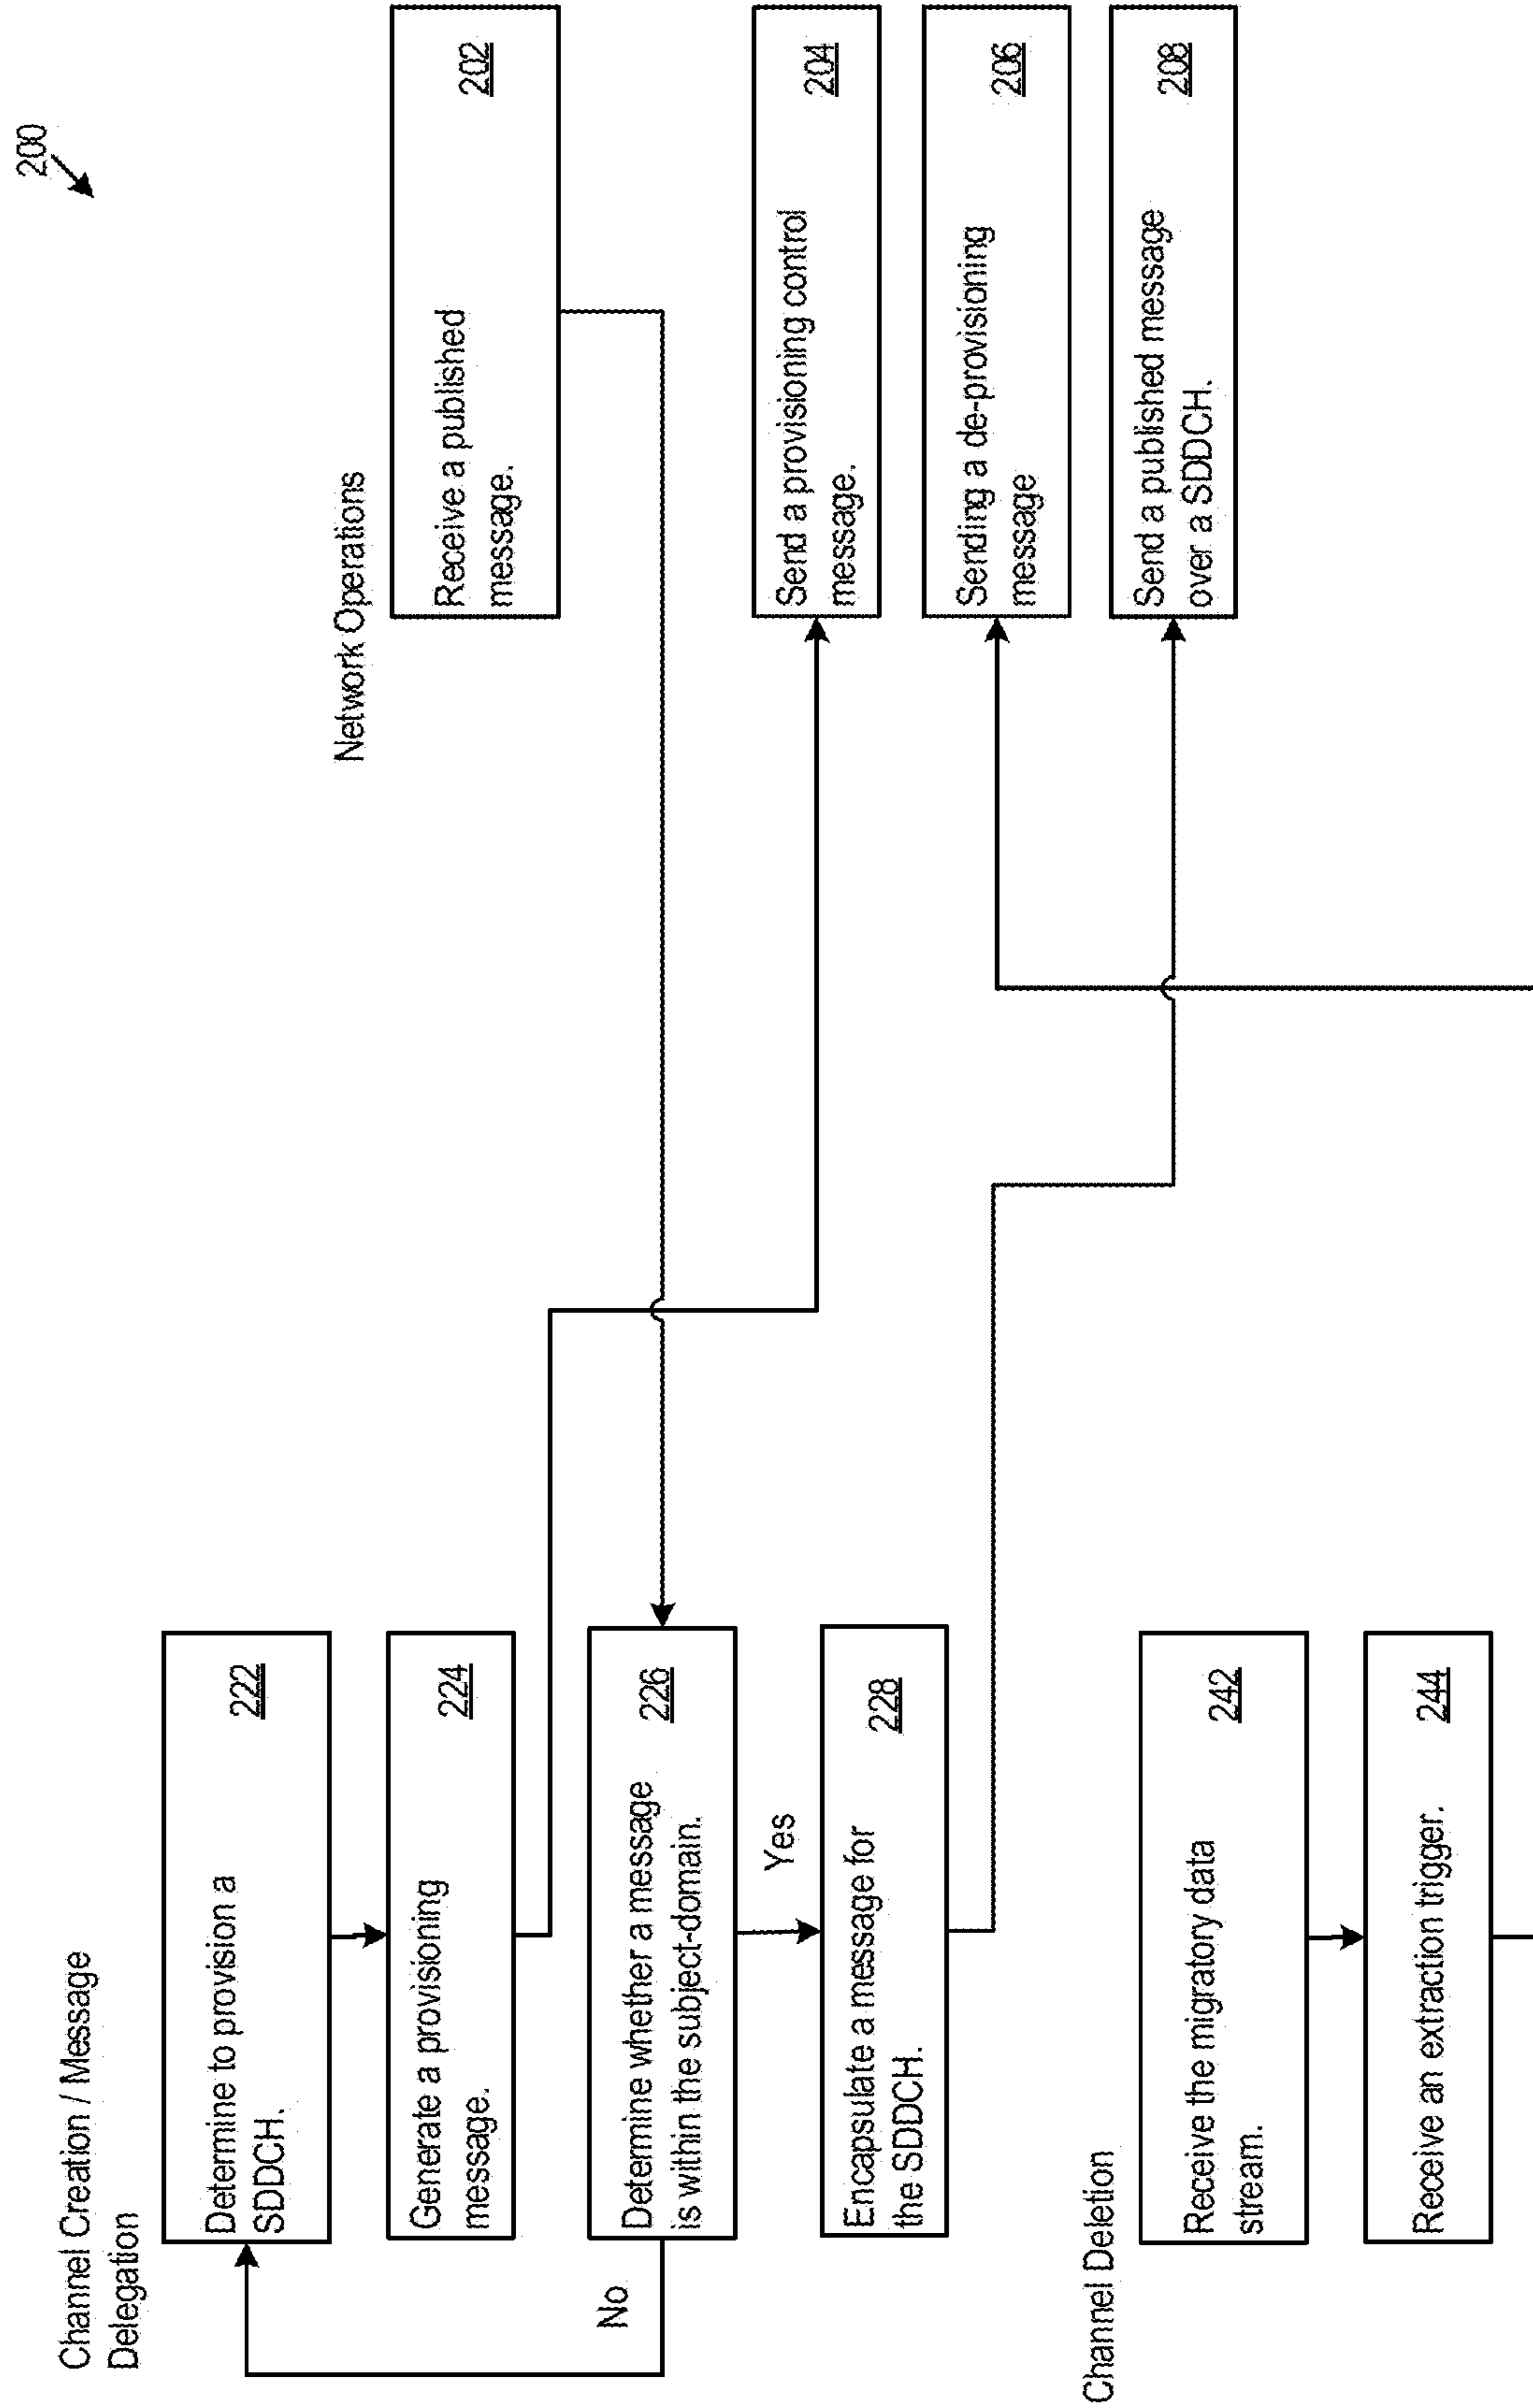 200
Channel Creation / Message
Delegation
Determine to provision a
SDDCH.
222
Generate a provisioning
message.
224
Determine whether a message
is within the subject-domain.
226
No
Yes
Encapsulate a message for
the SDDCH.
228
Channel Deletion
Receive the migratory data
stream.
242
Receive an extraction trigger.
244
Network Operations
Receive a published
message.
202
Send a provisioning control
message.
204
Sending a de-provisioning
message
206
Send a published message
over a SDDCH.
208